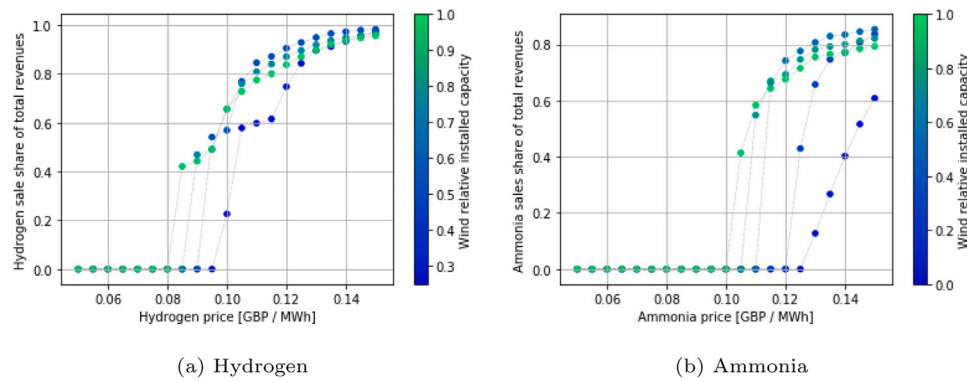 1.0
0.8
0.6
0.4
0.2
0.0
Hydrogen sale share of total revenues
0.06 0.08 0.10 0.12 0.14
Hydrogen price [GBP / MWh]
1.0
0.9
0.8
0.7
0.6
0.5
0.4
0.3
Wind relative installed capacity
(a) Hydrogen
0.8
0.6
0.4
0.2
0.0
Ammonia sales share of total revenues
0.06 0.08 0.10 0.12 0.14
Ammonia price [GBP / MWh]
1.0
0.8
0.6
0.4
0.2
0.0
Wind relative installed capacity
(b) Ammonia